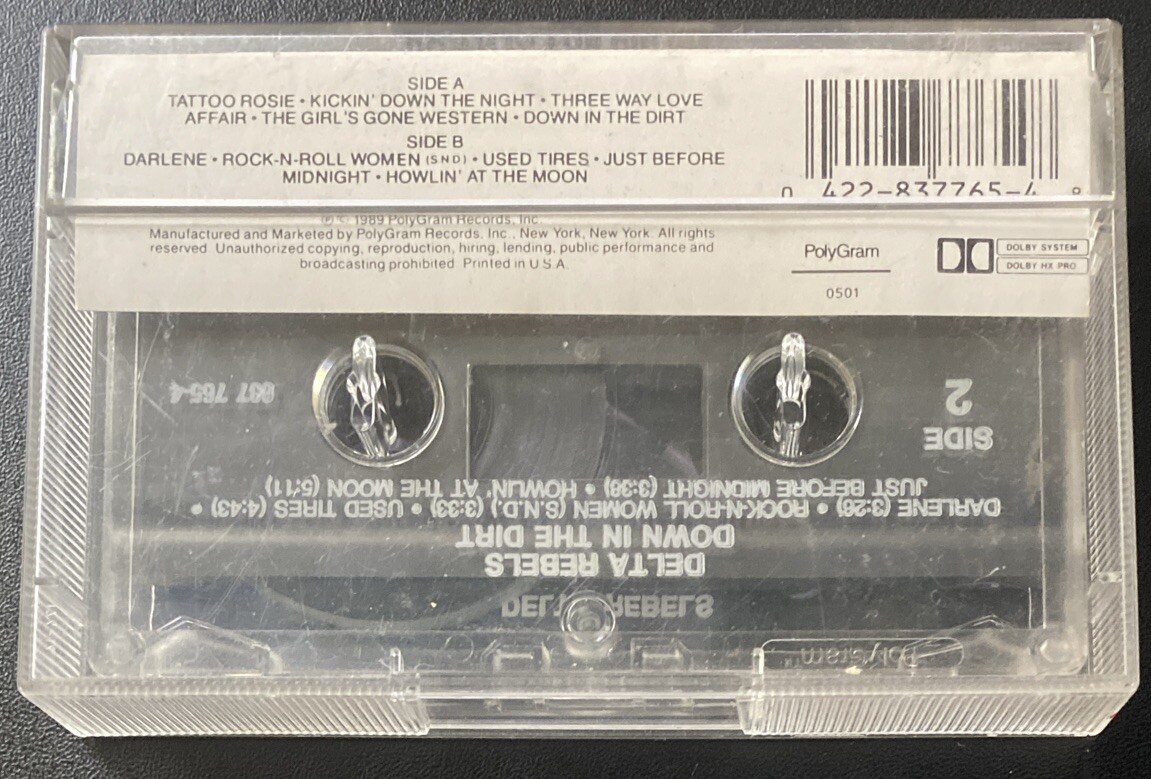 SIDE A
TATTOO ROSIE • KICKIN' DOWN THE NIGHT • THREE WAY LOVE
AFFAIR • THE GIRL'S GONE WESTERN • DOWN IN THE DIRT
SIDE B
DARLENE • ROCK-N-ROLL WOMEN (S N D) • USED TIRES • JUST BEFORE
MIDNIGHT • HOWLIN' AT THE MOON
0 422-837765-4 8
1989 PolyGram Records, Inc.
Manufactured and Marketed by PolyGram Records, Inc., New York, New York. All rights
reserved. Unauthorized copying, reproduction, hiring, lending, public performance and
broadcasting prohibited. Printed in U.S.A.
PolyGram
0501
DOLBY SYSTEM
DOLBY HX PRO
DELTA REBELS
DELTA REBELS
DOWN IN THE DIRT
DARLENE (3:26) • ROCK-N-ROLL WOMEN (S.N.D.) (3:33) • USED TIRES (4:43) •
JUST BEFORE MIDNIGHT (3:36) • HOWLIN' AT THE MOON (5:11)
SIDE
2
837 765-4
PolyGram